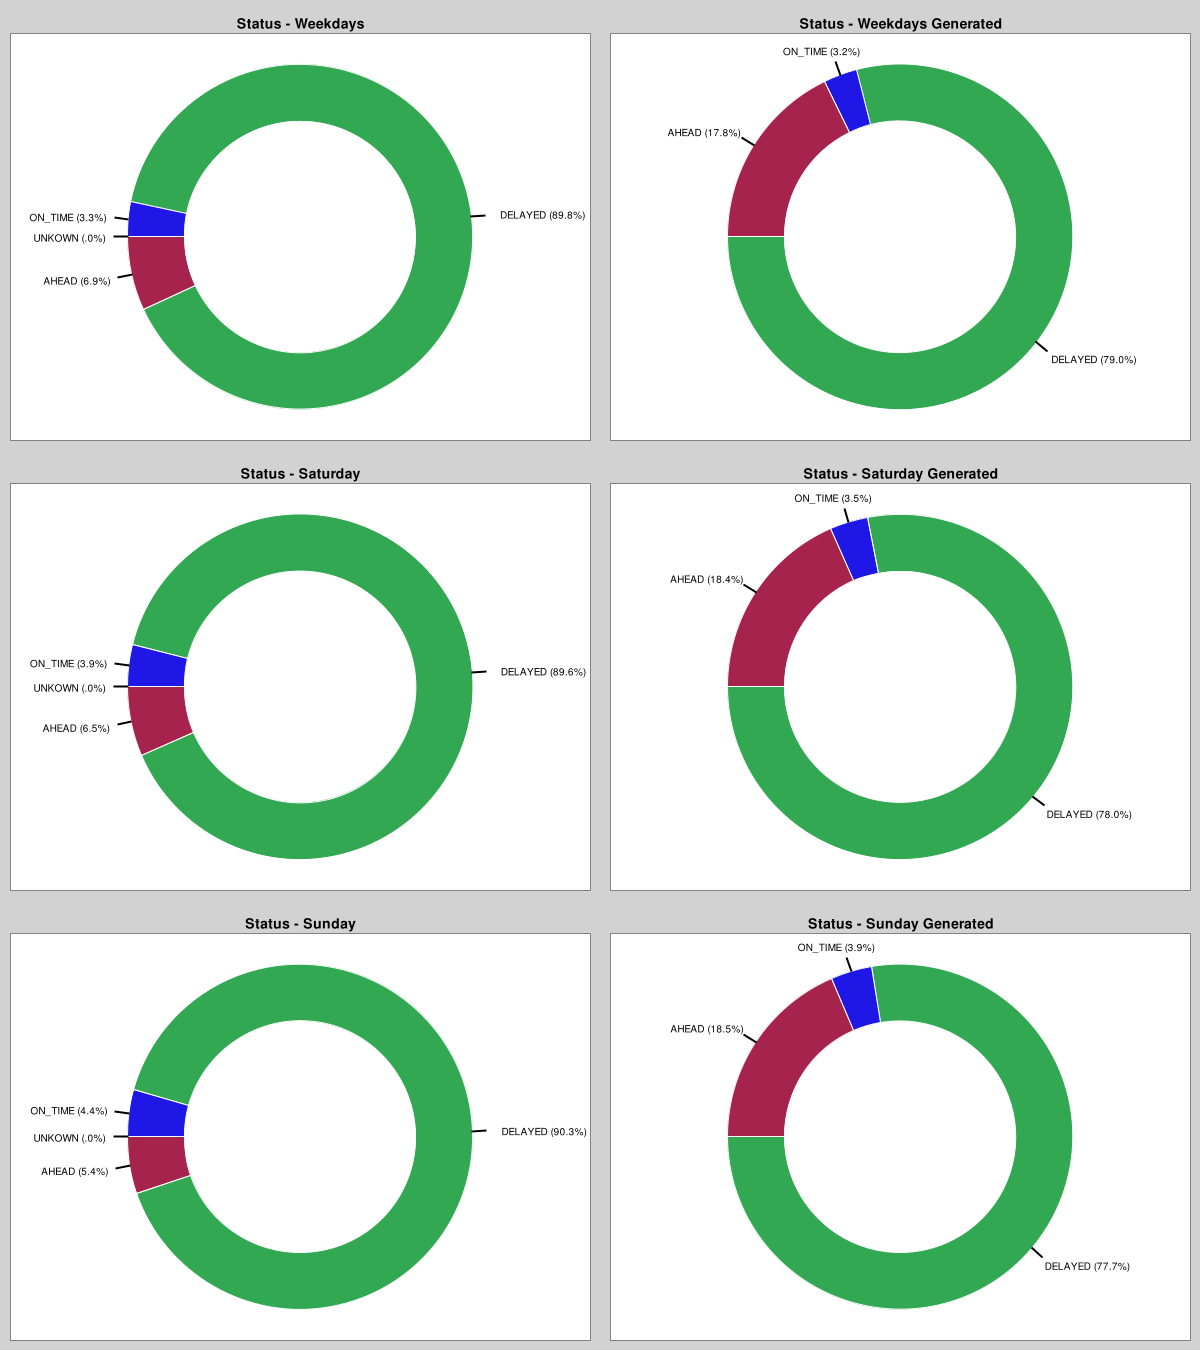 Status - Weekdays
ON_TIME (3.3%)
UNKOWN (.0%)
AHEAD (6.9%)
DELAYED (89.8%)
Status - Weekdays Generated
ON_TIME (3.2%)
AHEAD (17.8%)
DELAYED (79.0%)
Status - Saturday
ON_TIME (3.9%)
UNKOWN (.0%)
AHEAD (6.5%)
DELAYED (89.6%)
Status - Saturday Generated
ON_TIME (3.5%)
AHEAD (18.4%)
DELAYED (78.0%)
Status - Sunday
ON_TIME (4.4%)
UNKOWN (.0%)
AHEAD (5.4%)
DELAYED (90.3%)
Status - Sunday Generated
ON_TIME (3.9%)
AHEAD (18.5%)
DELAYED (77.7%)